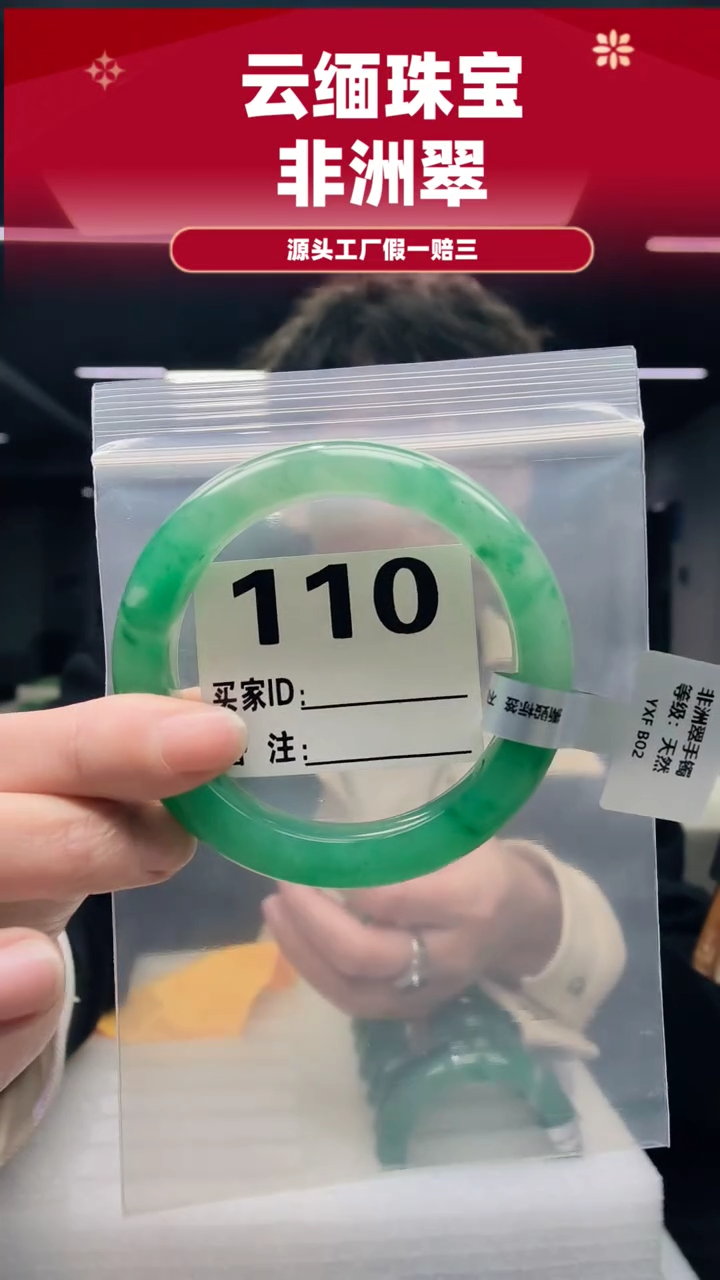 云缅珠宝
非洲翠
源头工厂假一赔三
110
买家ID:
注:
非洲翠手镯
等级: 天然
YXF B02